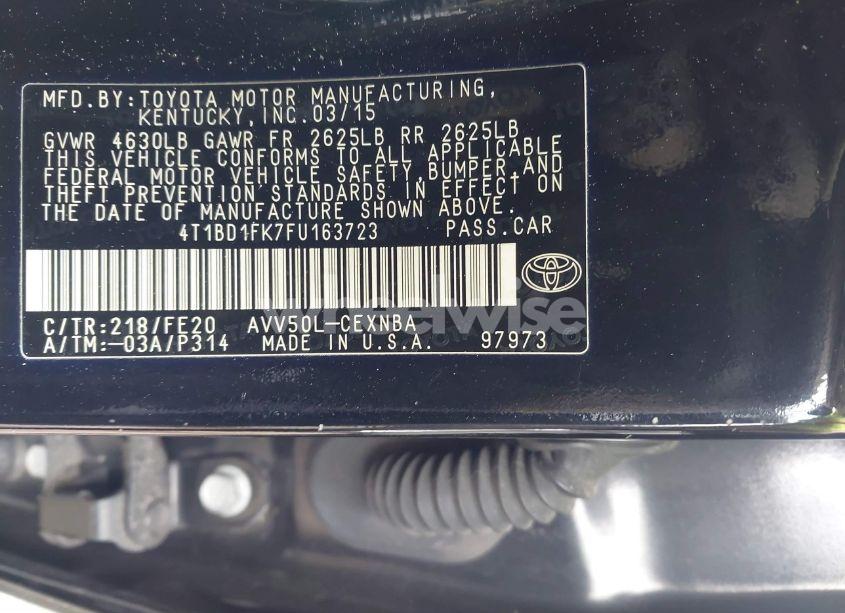 MFD.BY:TOYOTA MOTOR MANUFACTURING,
KENTUCKY,INC.03/15
GVWR 4630LB GAWR FR 2625LB RR 2625LB
THIS VEHICLE CONFORMS TO ALL APPLICABLE
FEDERAL MOTOR VEHICLE SAFETY,BUMPER,AND
THEFT PREVENTION STANDARDS IN EFFECT ON
THE DATE OF MANUFACTURE SHOWN ABOVE.
4T1BD1FK7FU163723 PASS.CAR
wheelwise
C/TR:218/FE20 AVV50L-CEXNBA
A/TM:-03A/P314 MADE IN U.S.A. 97973